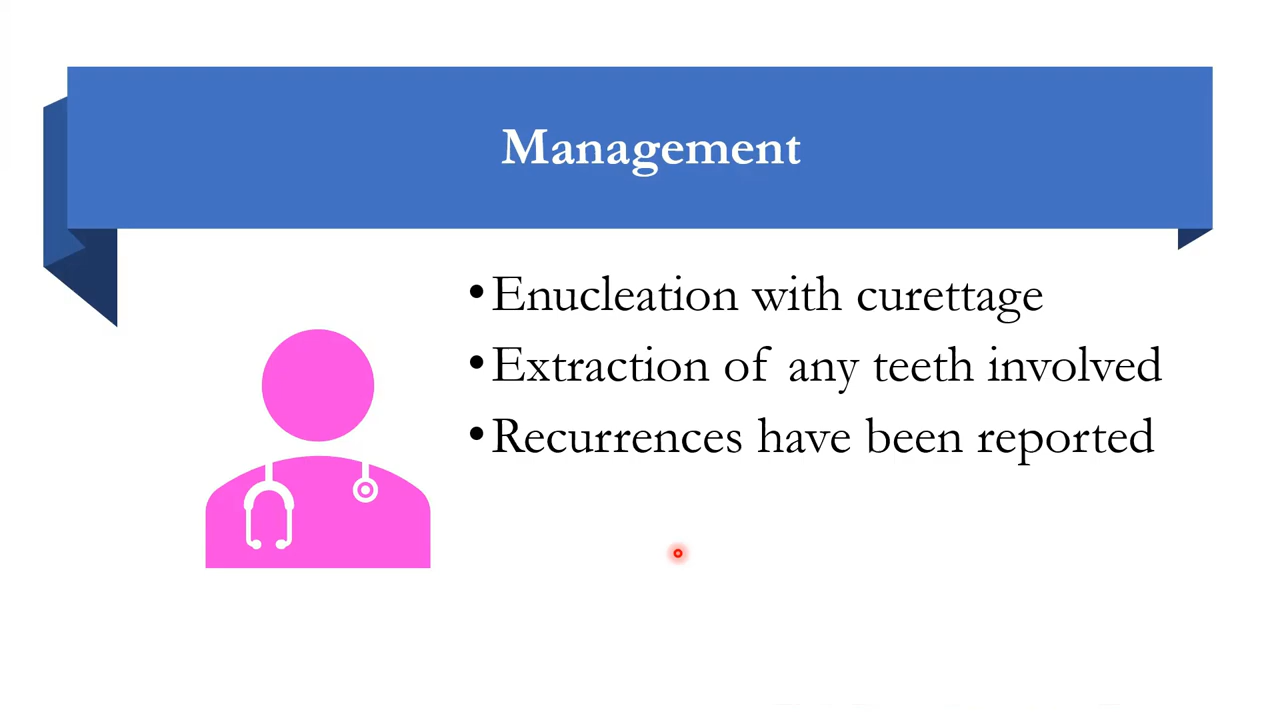 Management
•Enucleation with curettage
•Extraction of any teeth involved
•Recurrences have been reported